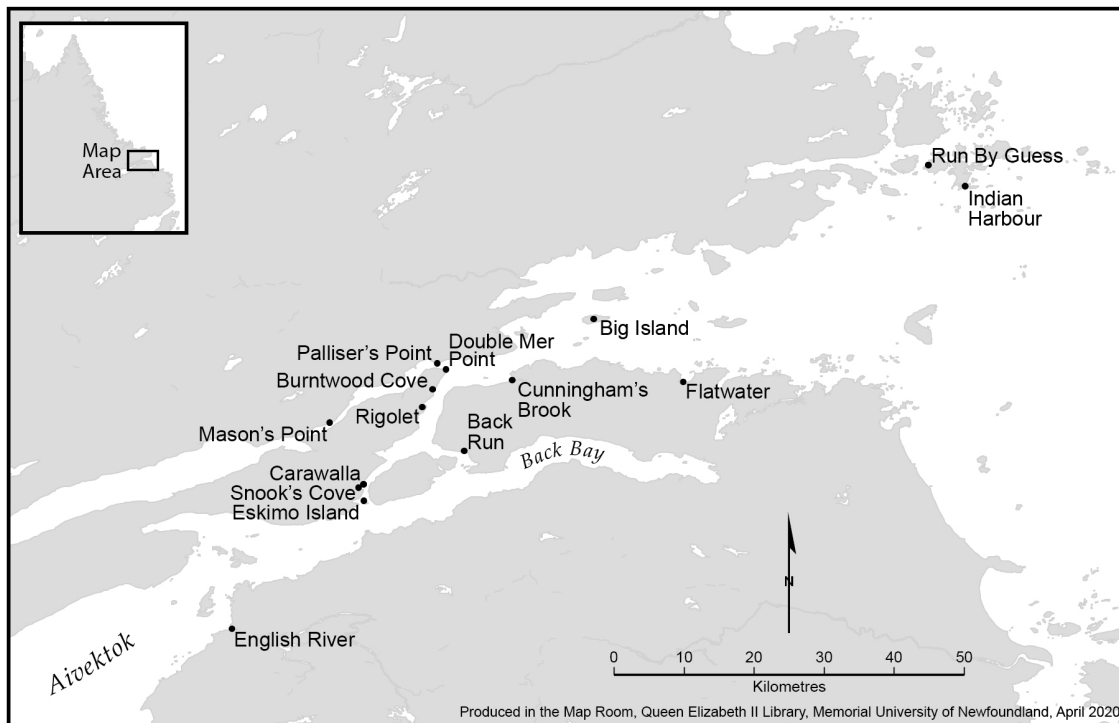 Map
Area
Run By Guess
Indian
Harbour
Big Island
Double Mer
Point
Palliser's Point
Burntwood Cove
Cunningham's
Brook
Flatwater
Rigolet
Mason's Point
Back
Run
Back Bay
Carawalla
Snook's Cove
Eskimo Island
English River
Aivektok
N
0 10 20 30 40 50
Kilometres
Produced in the Map Room, Queen Elizabeth II Library, Memorial University of Newfoundland, April 2020